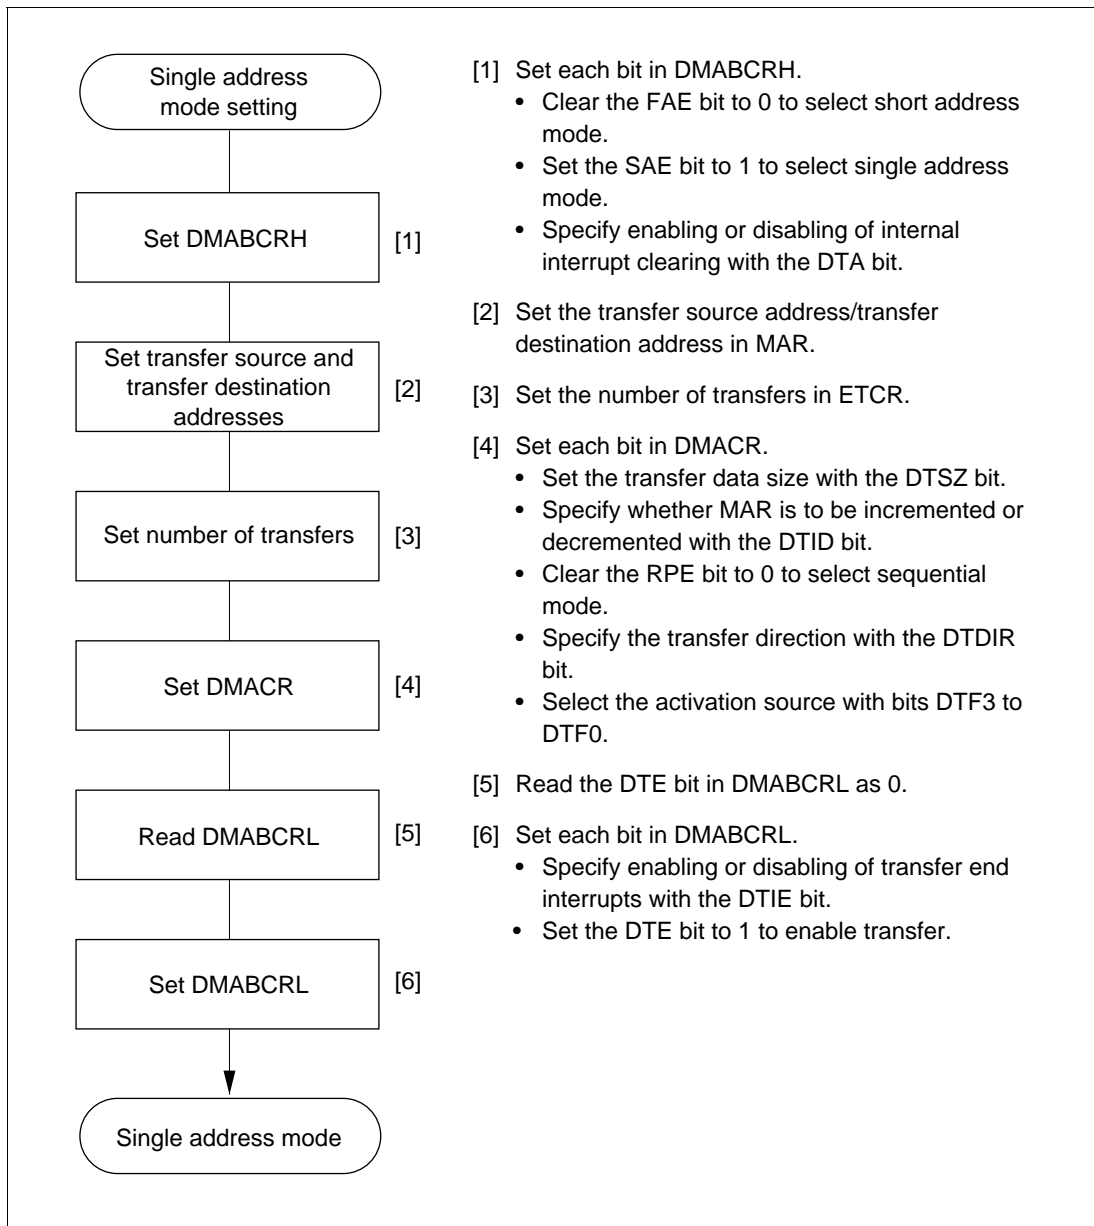 Single address
mode setting
Set DMABCRH
[1]
Set transfer source and
transfer destination
addresses
[2]
Set number of transfers
[3]
Set DMACR
[4]
Read DMABCRL
[5]
Set DMABCRL
[6]
Single address mode
[1] Set each bit in DMABCRH.
• Clear the FAE bit to 0 to select short address
mode.
• Set the SAE bit to 1 to select single address
mode.
• Specify enabling or disabling of internal
interrupt clearing with the DTA bit.
[2] Set the transfer source address/transfer
destination address in MAR.
[3] Set the number of transfers in ETCR.
[4] Set each bit in DMACR.
• Set the transfer data size with the DTSZ bit.
• Specify whether MAR is to be incremented or
decremented with the DTID bit.
• Clear the RPE bit to 0 to select sequential
mode.
• Specify the transfer direction with the DTDIR
bit.
• Select the activation source with bits DTF3 to
DTF0.
[5] Read the DTE bit in DMABCRL as 0.
[6] Set each bit in DMABCRL.
• Specify enabling or disabling of transfer end
interrupts with the DTIE bit.
• Set the DTE bit to 1 to enable transfer.